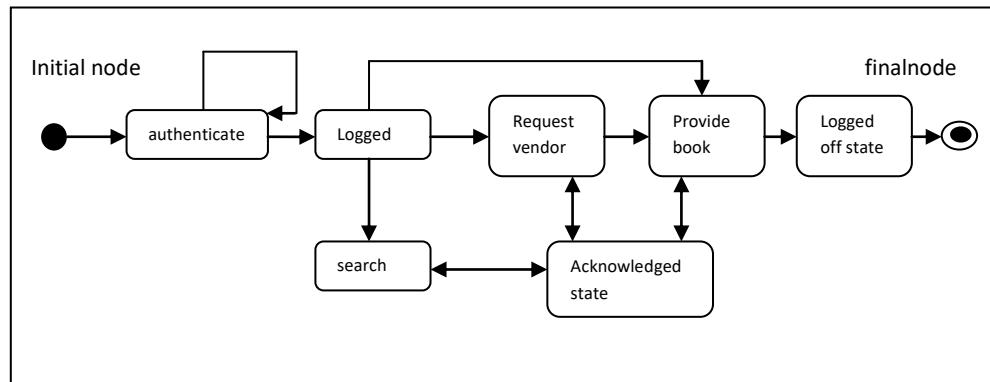 Initial node
finalnode
authenticate
Logged
Request
vendor
Provide
book
Logged
off state
search
Acknowledged
state